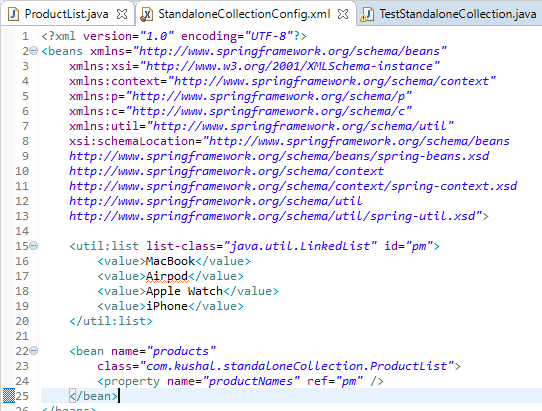 ProductList.java StandaloneCollectionConfig.xml TestStandaloneCollection.java
1 <?xml version="1.0" encoding="UTF-8"?>
2 <beans xmlns="http://www.springframework.org/schema/beans"
3 xmlns:xsi="http://www.w3.org/2001/XMLSchema-instance"
4 xmlns:context="http://www.springframework.org/schema/context"
5 xmlns:p="http://www.springframework.org/schema/p"
6 xmlns:c="http://www.springframework.org/schema/c"
7 xmlns:util="http://www.springframework.org/schema/util"
8 xsi:schemaLocation="http://www.springframework.org/schema/beans
9 http://www.springframework.org/schema/beans/spring-beans.xsd
10 http://www.springframework.org/schema/context
11 http://www.springframework.org/schema/context/spring-context.xsd
12 http://www.springframework.org/schema/util
13 http://www.springframework.org/schema/util/spring-util.xsd">
14
15 <util:list list-class="java.util.LinkedList" id="pm">
16 <value>MacBook</value>
17 <value>Airpod</value>
18 <value>Apple Watch</value>
19 <value>iPhone</value>
20 </util:list>
21
22 <bean name="products"
23 class="com.kushal.standaloneCollection.ProductList">
24 <property name="productNames" ref="pm" />
25 </bean>
26 </beans>